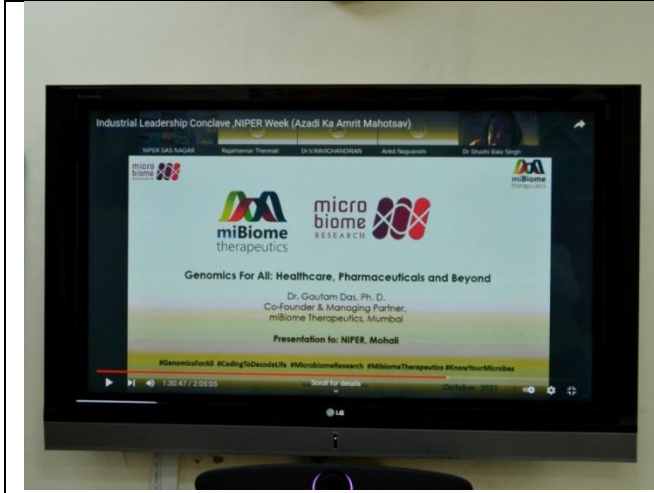 Industrial Leadership Conclave ,NIPER Week (Azadi Ka Amrit Mahotsav)
NIPER SAS NAGAR Rajamannar Thennati Dr.V.RAVICHANDIRAN Ankit Naguvanshi Dr Shashi Bala Singh
micro
biome
miBiome
therapeutics
miBiome
therapeutics
micro
biome
RESEARCH
Genomics For All: Healthcare, Pharmaceuticals and Beyond
Dr. Gautam Das, Ph. D.
Co-Founder & Managing Partner,
miBiome Therapeutics, Mumbai
Presentation to: NIPER, Mohali
#GenomicsForAll #CodingToDecodeLife #MicrobiomeResearch #MibiomeTherapeutics #KnowYourMicrobes
1:30:47 / 2:05:05 Scroll for details October, 2021
LG